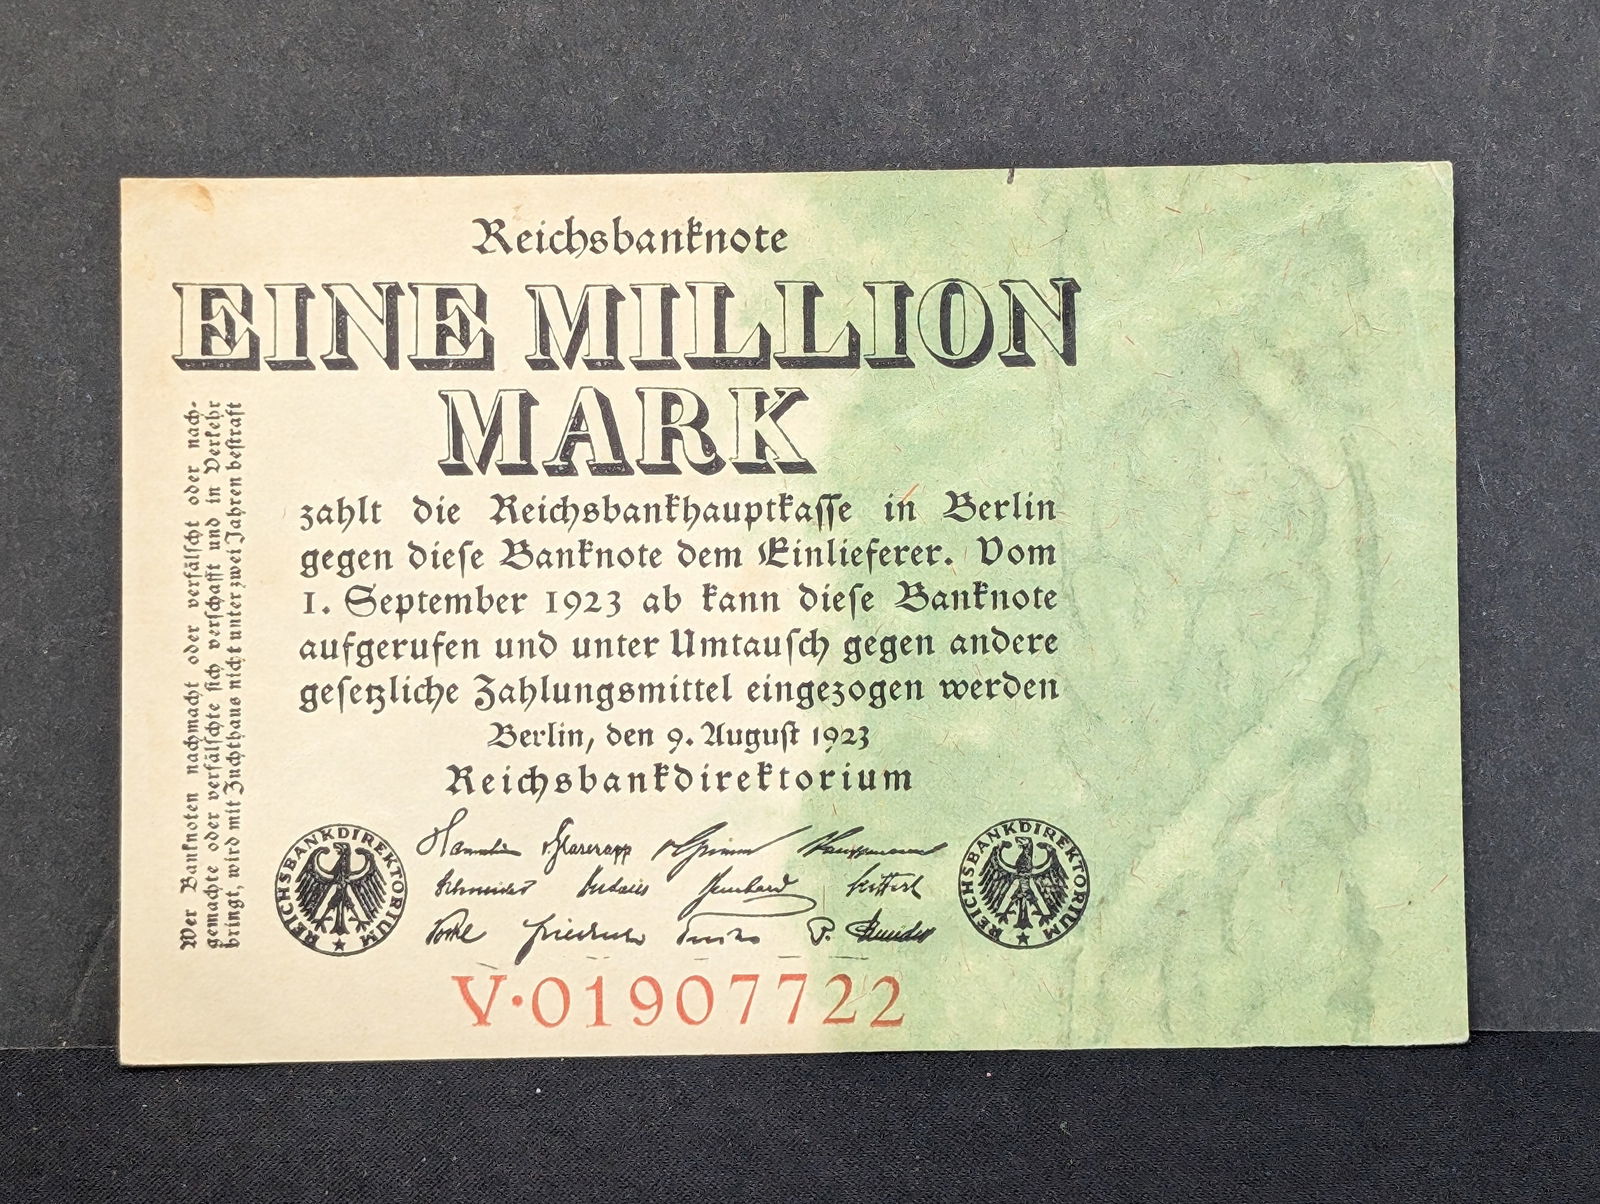 Reichsbanknote
EINE MILLION
MARK
zahlt die Reichsbankhauptkasse in Berlin
gegen diese Banknote dem Einlieferer. Vom
1. September 1923 ab kann diese Banknote
aufgerufen und unter Umtausch gegen andere
gesetzliche Zahlungsmittel eingezogen werden
Berlin, den 9. August 1923
Reichsbankdirektorium
REICHSBANKDIREKTORIUM
REICHSBANKDIREKTORIUM
V·01907722
Wer Banknoten nachmacht oder verfälscht oder nach-
gemachte oder verfälschte sich verschafft und in Verkehr
bringt, wird mit Zuchthaus nicht unter zwei Jahren bestraft